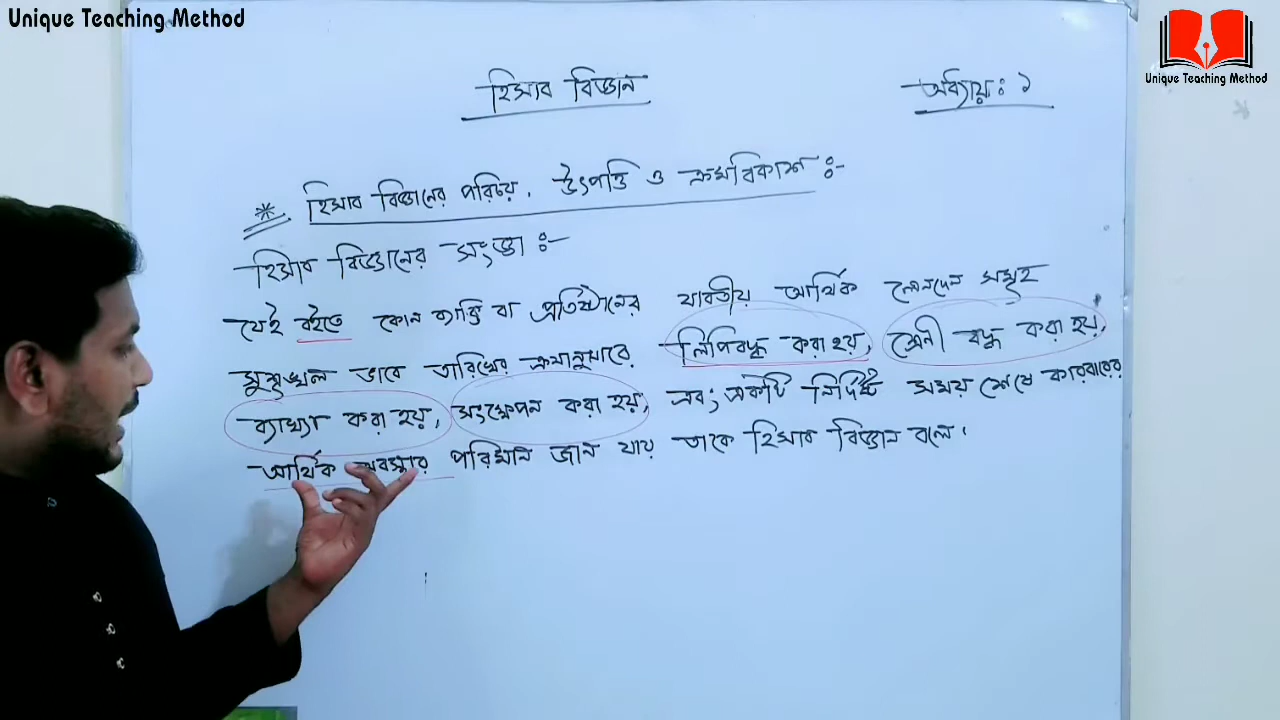 Unique Teaching Method
Unique Teaching Method
হিসাব বিজ্ঞান
অধ্যায়ঃ ১
* হিসাব বিজ্ঞানের পরিচয়, উৎপত্তি ও ক্রমবিকাশ ঃ-
হিসাব বিজ্ঞানের সংজ্ঞা ঃ-
যেই বইতে কোন ব্যক্তি বা প্রতিষ্ঠানের যাবতীয় আর্থিক লেনদেন সমূহ
সুশৃঙ্খল ভাবে তারিখের ক্রমানুসারে লিপিবদ্ধ করা হয়, শ্রেনী বদ্ধ করা হয়,
ব্যাখ্যা করা হয়, সংক্ষেপন করা হয়, এবং একটি নির্দিষ্ট সময় শেষে কারবারের
আর্থিক অবস্থার পরিমান জান যায় তাকে হিসাব বিজ্ঞান বলে।